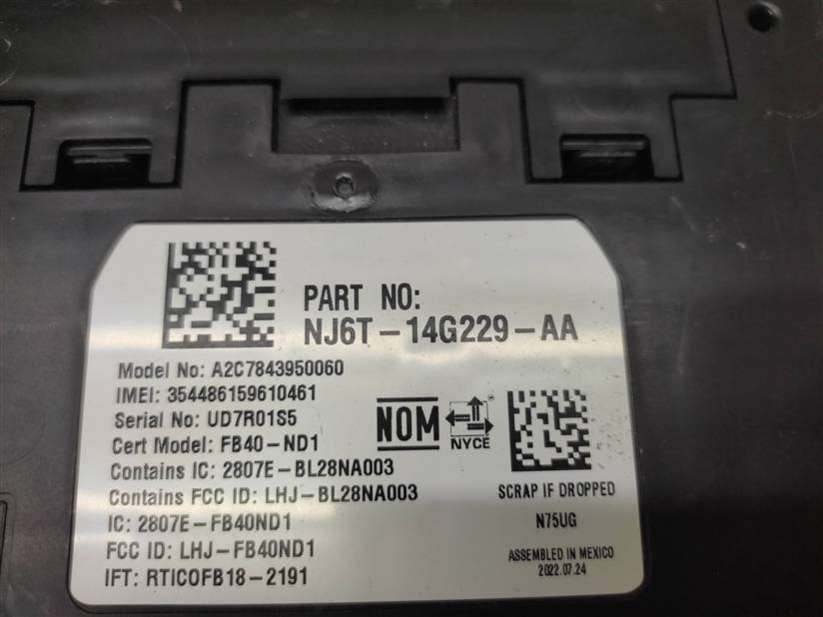 PART NO:
NJ6T-14G229-AA
Model No: A2C7843950060
IMEI: 354486159610461
Serial No: UD7R01S5
Cert Model: FB40-ND1
NOM
NYCE
Contains IC: 2807E-BL28NA003
Contains FCC ID: LHJ-BL28NA003
SCRAP IF DROPPED
IC: 2807E-FB40ND1
N75UG
FCC ID: LHJ-FB40ND1
ASSEMBLED IN MEXICO
IFT: RTICOFB18-2191
2022.07.24